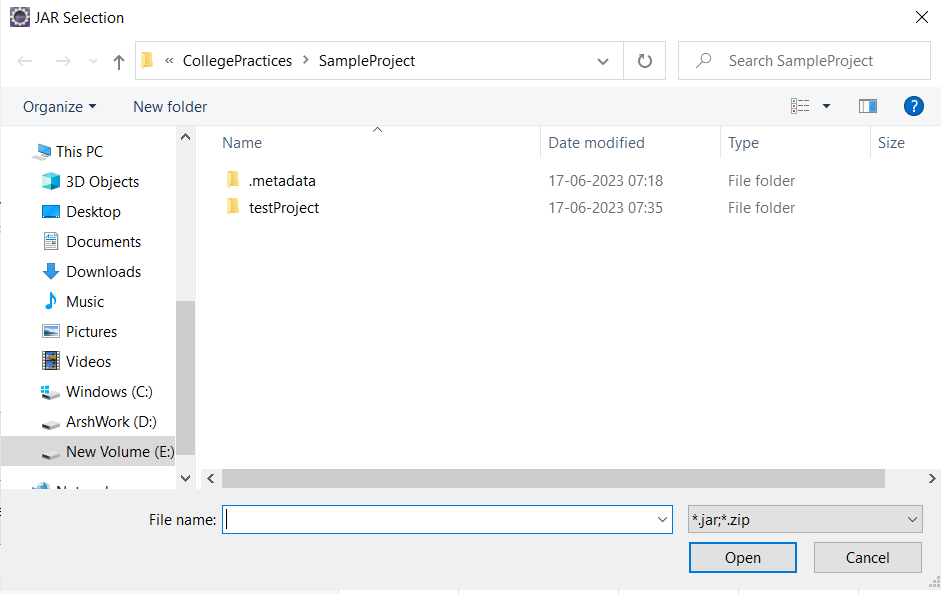 JAR Selection
« CollegePractices > SampleProject
Search SampleProject
Organize
New folder
?
Name
Date modified
Type
Size
This PC
3D Objects
Desktop
Documents
Downloads
Music
Pictures
Videos
Windows (C:)
ArshWork (D:)
New Volume (E:)
.metadata 17-06-2023 07:18 File folder
testProject 17-06-2023 07:35 File folder
File name:
*.jar;*.zip
Open
Cancel